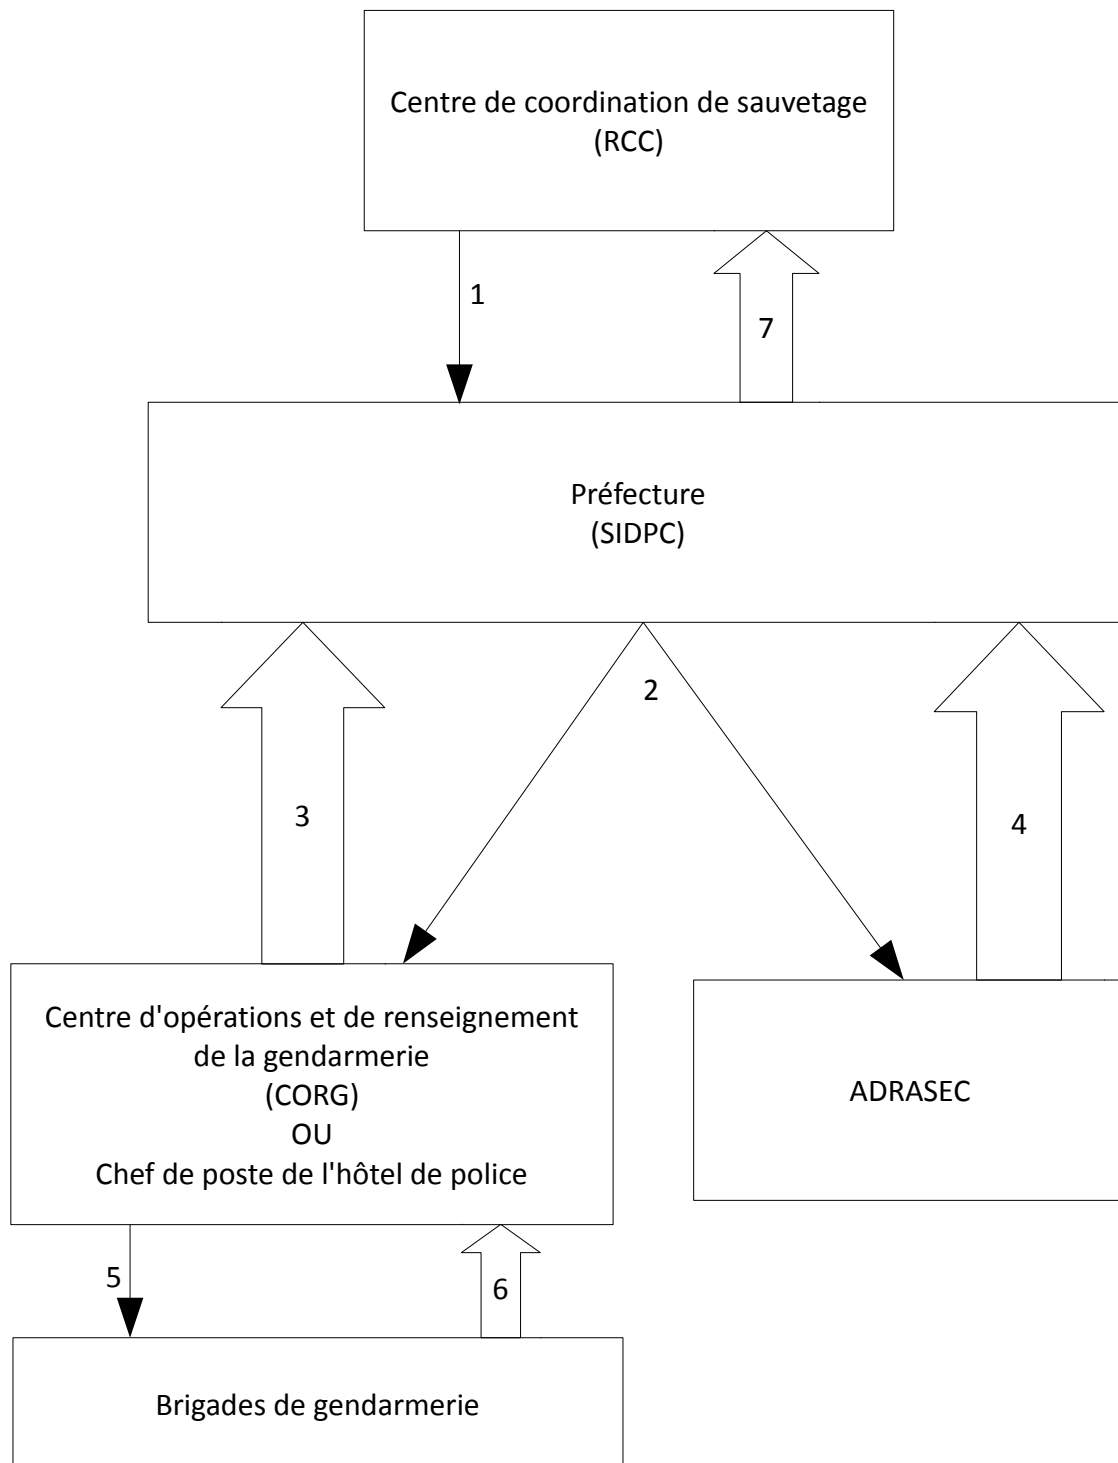 Centre de coordination de sauvetage
(RCC)
1
7
Préfecture
(SIDPC)
2
3
4
Centre d'opérations et de renseignement
de la gendarmerie
(CORG)
OU
Chef de poste de l'hôtel de police
ADRASEC
5
6
Brigades de gendarmerie